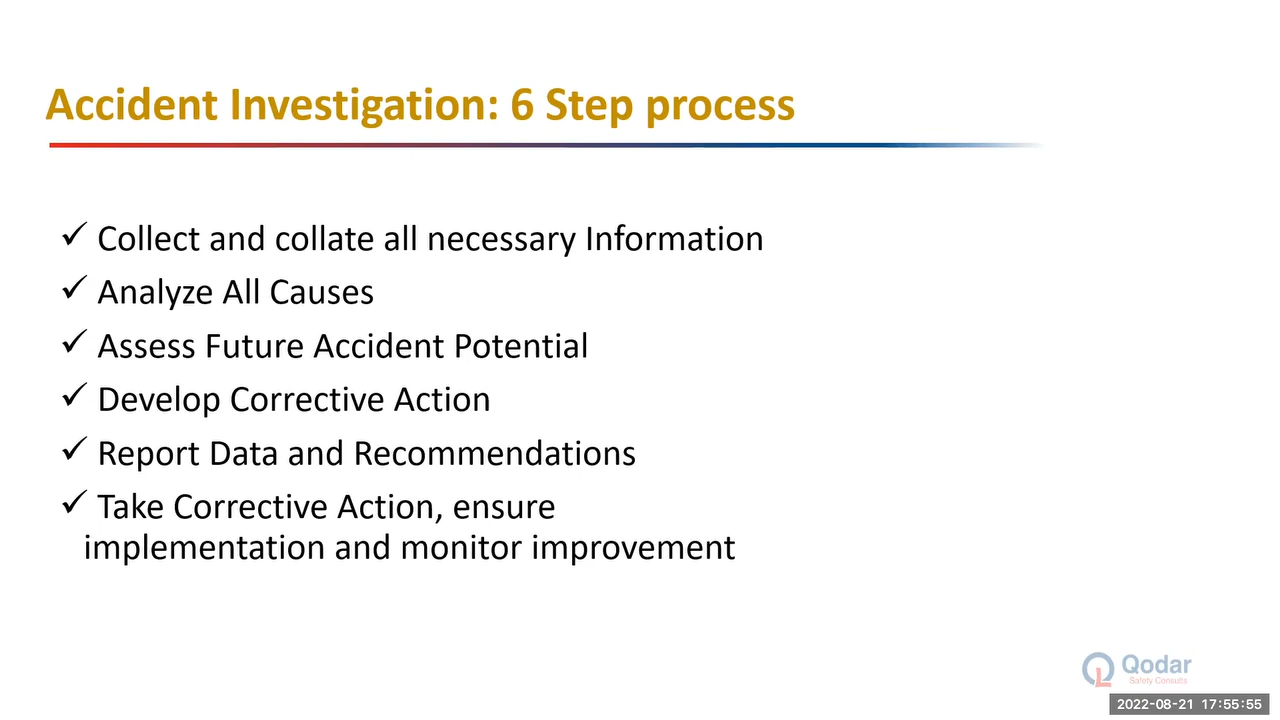 Accident Investigation: 6 Step process
✓ Collect and collate all necessary Information
✓ Analyze All Causes
✓ Assess Future Accident Potential
✓ Develop Corrective Action
✓ Report Data and Recommendations
✓ Take Corrective Action, ensure
implementation and monitor improvement
Qodar
Safety Consults
2022-08-21 17:55:55